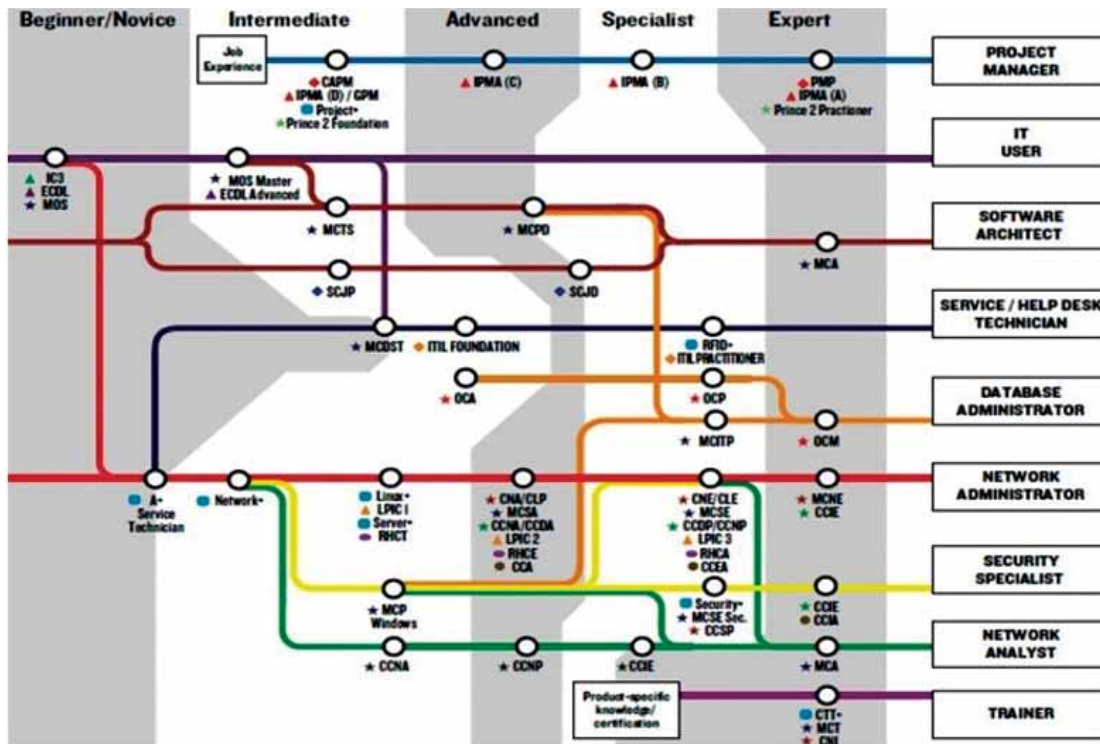 Beginner/Novice
Intermediate
Advanced
Specialist
Expert
Job
Experience
CAPM
IPMA (D) / GPM
Project+
Prince 2 Foundation
IPMA (C)
IPMA (B)
PMP
IPMA (A)
Prince 2 Practioner
PROJECT
MANAGER
IC3
ECDL
MOS
MOS Master
ECDL Advanced
IT
USER
MCTS
MCPD
SCJP
SCJD
MCA
SOFTWARE
ARCHITECT
MCDST
ITIL FOUNDATION
RFID+
ITIL PRACTITIONER
SERVICE / HELP DESK
TECHNICIAN
OCA
OCP
MCITP
OCM
DATABASE
ADMINISTRATOR
A+
Service
Technician
Network+
Linux+
LPIC 1
Server+
RHCT
CNA/CLP
MCSA
CCNA/CCDA
LPIC 2
RHCE
CCA
CNE/CLE
MCSE
CCDP/CCNP
LPIC 3
RHCA
CCEA
MCNE
CCIE
NETWORK
ADMINISTRATOR
MCP
Windows
Security+
MCSE Sec.
CCSP
CCIE
CCIA
SECURITY
SPECIALIST
CCNA
CCNP
CCIE
MCA
NETWORK
ANALYST
Product-specific
knowledge/
certification
CTT+
MCT
CNI
TRAINER